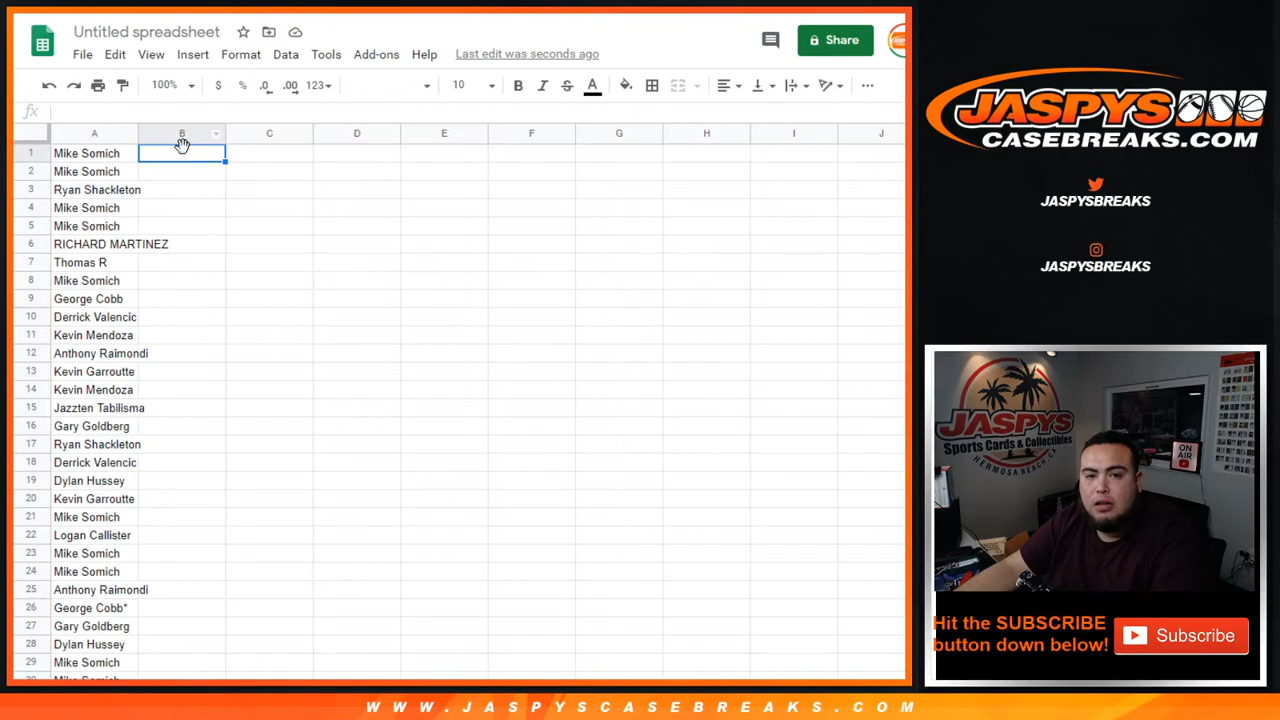 Untitled spreadsheet
File Edit View Insert Format Data Tools Add-ons Help Last edit was seconds ago
Share
100% $ % .0 .00 123 10 B I S A
fx
A B C D E F G H I J
1 Mike Somich
2 Mike Somich
3 Ryan Shackleton
4 Mike Somich
5 Mike Somich
6 RICHARD MARTINEZ
7 Thomas R
8 Mike Somich
9 George Cobb
10 Derrick Valencic
11 Kevin Mendoza
12 Anthony Raimondi
13 Kevin Garroutte
14 Kevin Mendoza
15 Jazzten Tabilisma
16 Gary Goldberg
17 Ryan Shackleton
18 Derrick Valencic
19 Dylan Hussey
20 Kevin Garroutte
21 Mike Somich
22 Logan Callister
23 Mike Somich
24 Mike Somich
25 Anthony Raimondi
26 George Cobb*
27 Gary Goldberg
28 Dylan Hussey
29 Mike Somich
JASPYS
CASEBREAKS.COM
JASPYSBREAKS
JASPYSBREAKS
JASPYS
Sports Cards & Collectibles
HERMOSA BEACH, CA
ON AIR
Hit the SUBSCRIBE
button down below!
Subscribe
WWW.JASPYSCASEBREAKS.COM